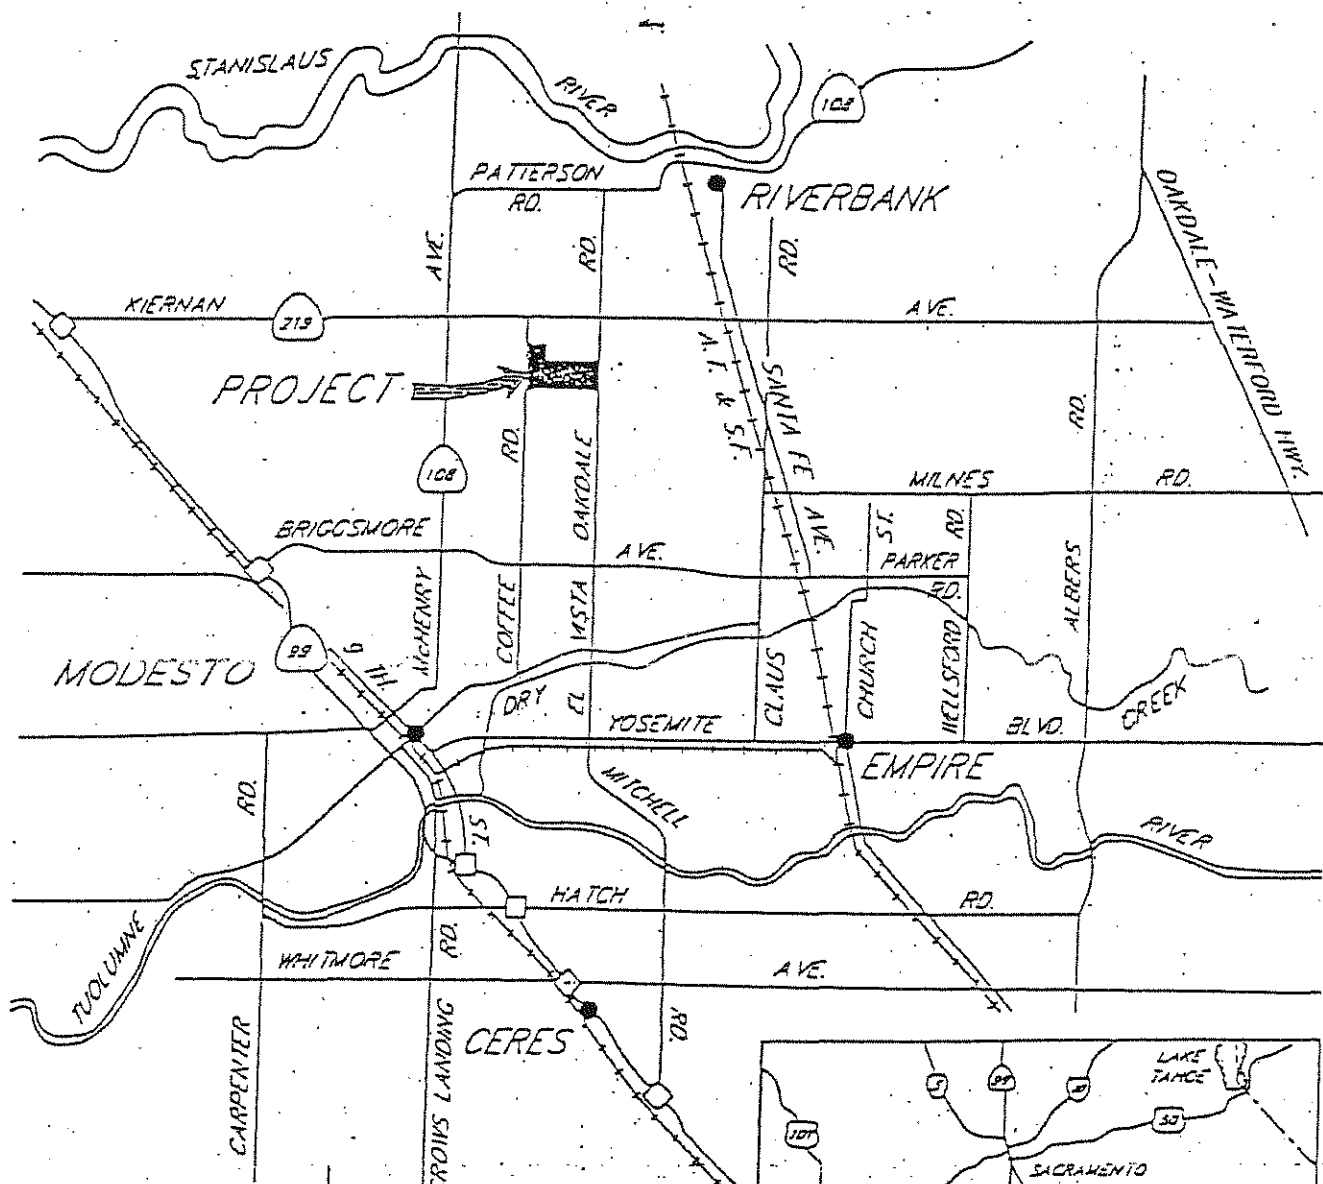 STANISLAUS
RIVER
108
PATTERSON
RD.
RIVERBANK
OAKDALE-WATERFORD HWY.
AVE.
RD.
RD.
KIERNAN
219
AVE.
PROJECT
A.T. & S.F.
SANTA FE AVE.
RD.
108
RD.
OAKDALE
MILNES
RD.
BRIGGSMORE
AVE.
ST.
RD.
PARKER
RD.
McHENRY
COFFEE
VISTA
ALBERS
MODESTO
99
9 TH.
DRY
EL
CLAUS
CHURCH
WELLSFORD
CREEK
YOSEMITE
BLVD.
EMPIRE
RD.
MITCHELL
ST.
RIVER
HATCH
RD.
TUOLUMNE
WHITMORE
RD.
AVE.
CARPENTER
CROWS LANDING
CERES
RD.
LAKE
TAHOE
5
99
80
101
50
SACRAMENTO